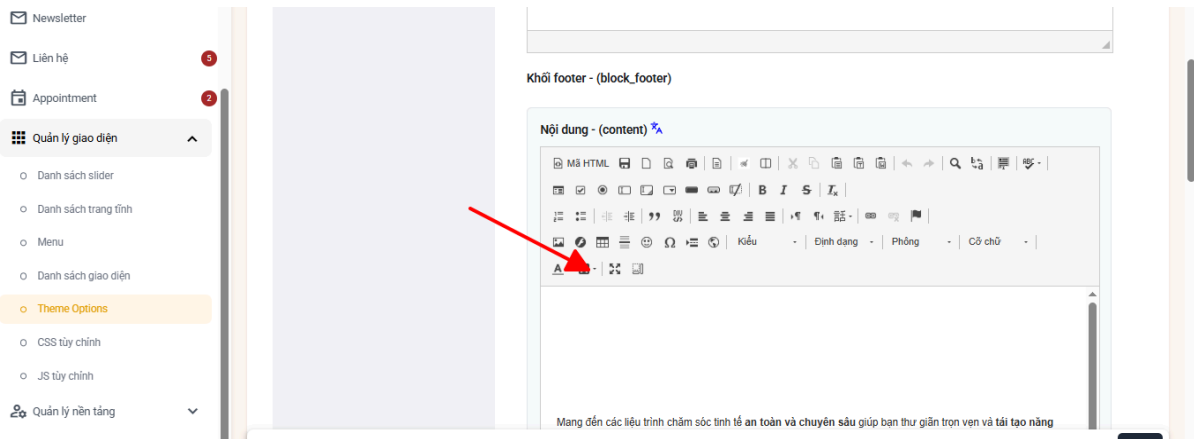 Newsletter
Liên hệ 5
Appointment 2
Quản lý giao diện
Danh sách slider
Danh sách trang tĩnh
Menu
Danh sách giao diện
Theme Options
CSS tùy chỉnh
JS tùy chỉnh
Quản lý nền tảng
Khối footer - (block_footer)
Nội dung - (content)
Mã HTML
Kiểu Định dạng Phông Cỡ chữ
Mang đến các liệu trình chăm sóc tinh tế an toàn và chuyên sâu giúp bạn thư giãn trọn vẹn và tái tạo năng